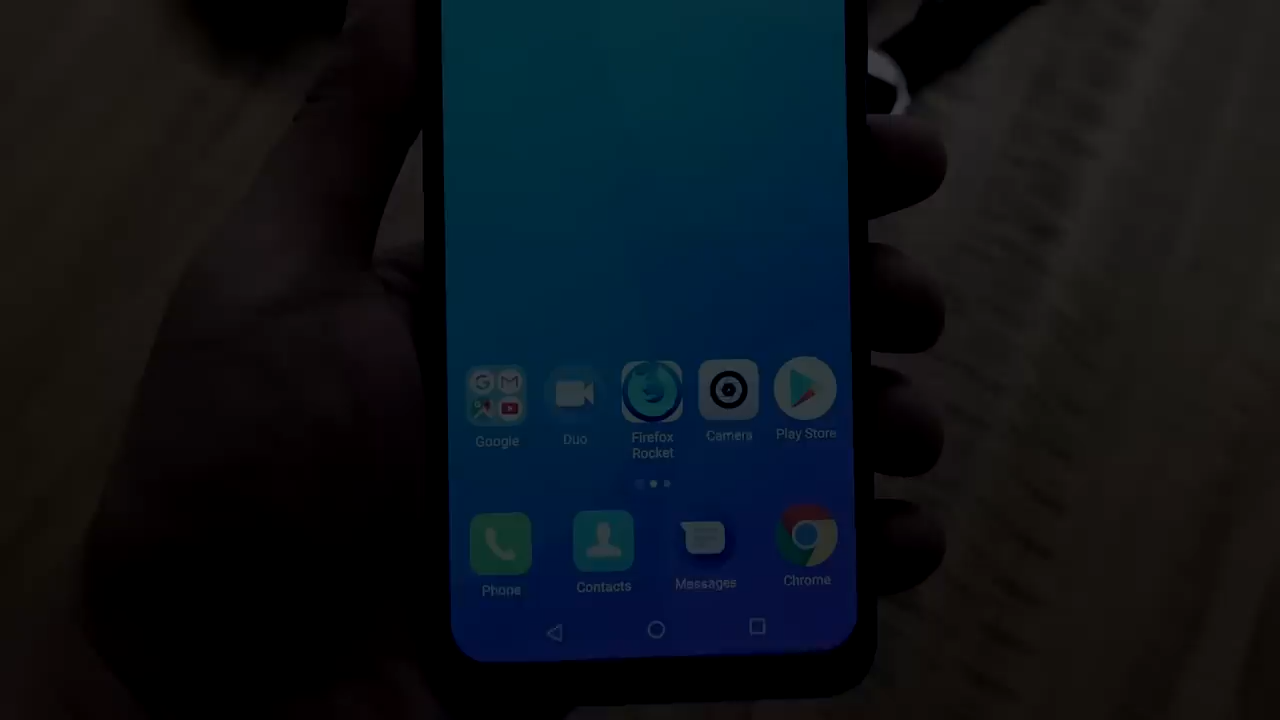 Google
Duo
Firefox
Rocket
Camera
Play Store
Phone
Contacts
Messages
Chrome